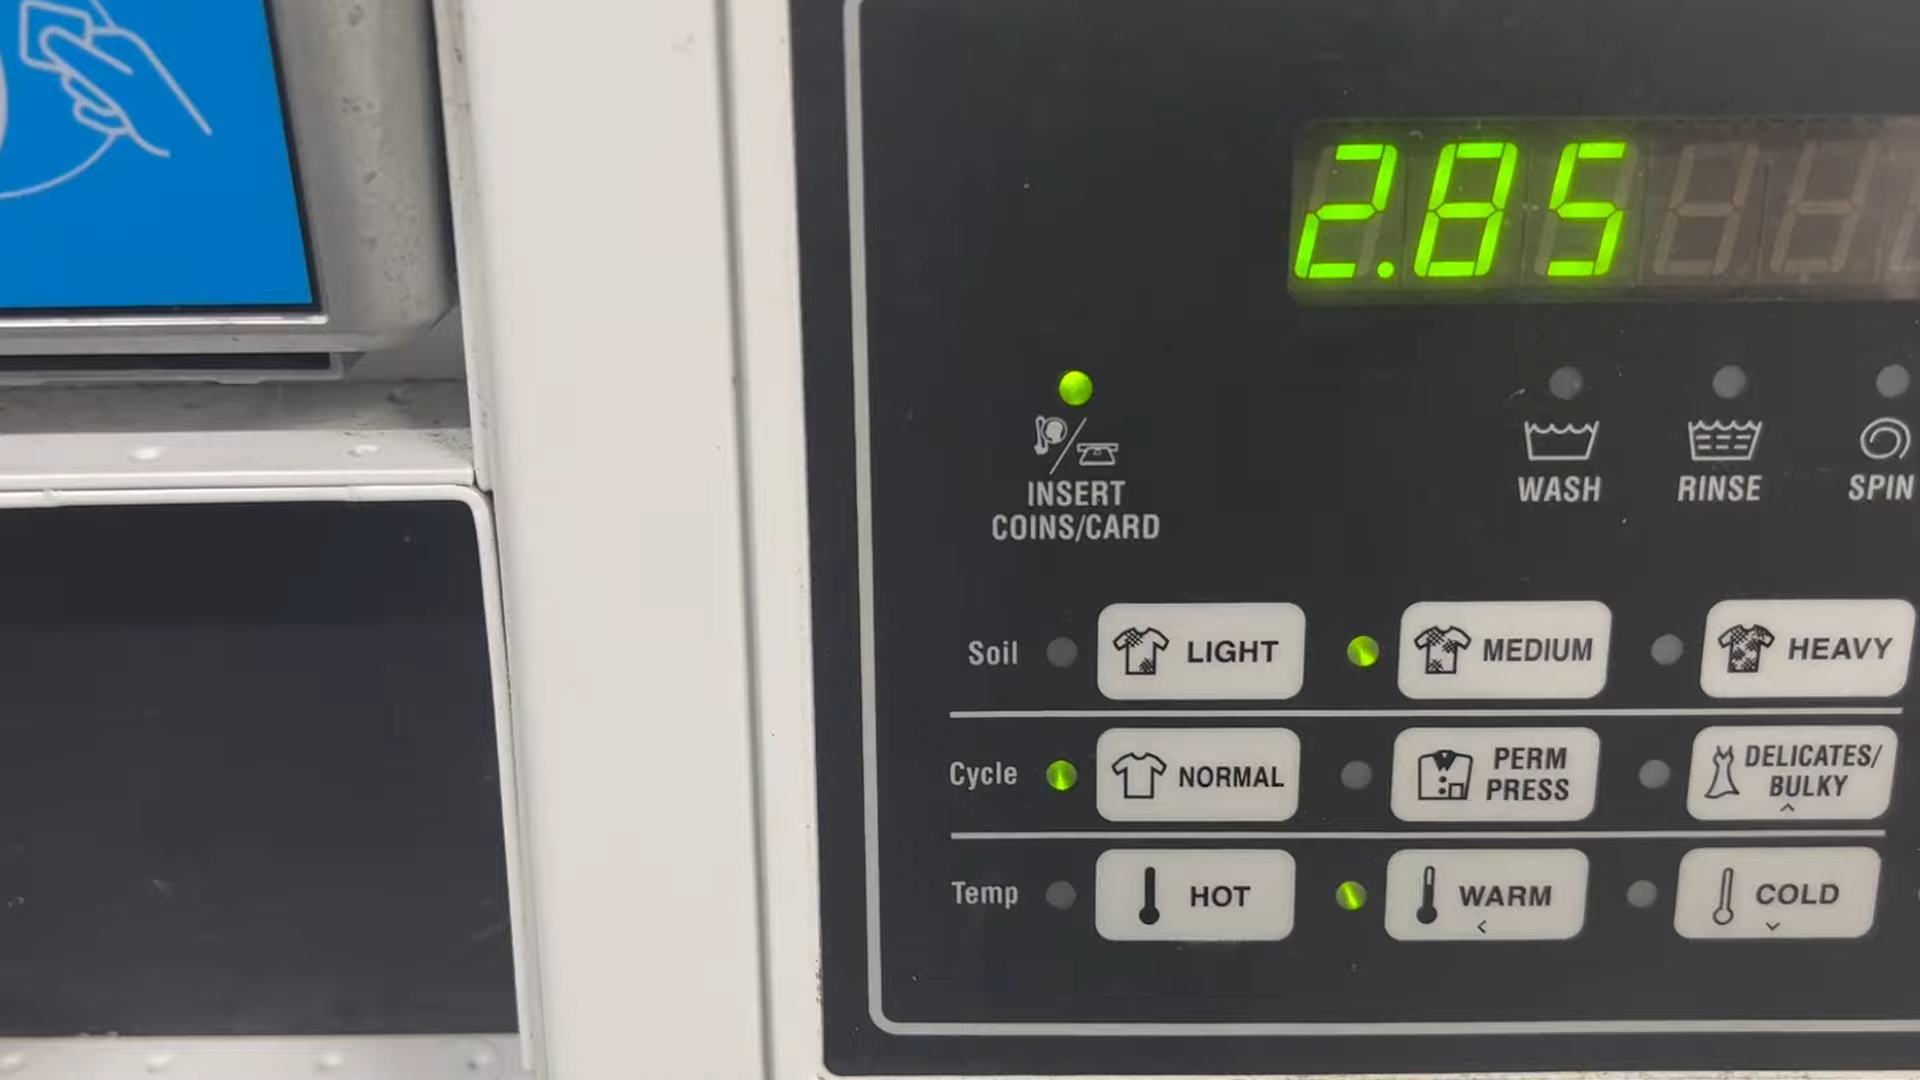 2.85
INSERT
COINS/CARD
WASH RINSE SPIN
Soil LIGHT MEDIUM HEAVY
Cycle NORMAL PERM PRESS DELICATES/ BULKY
Temp HOT WARM COLD